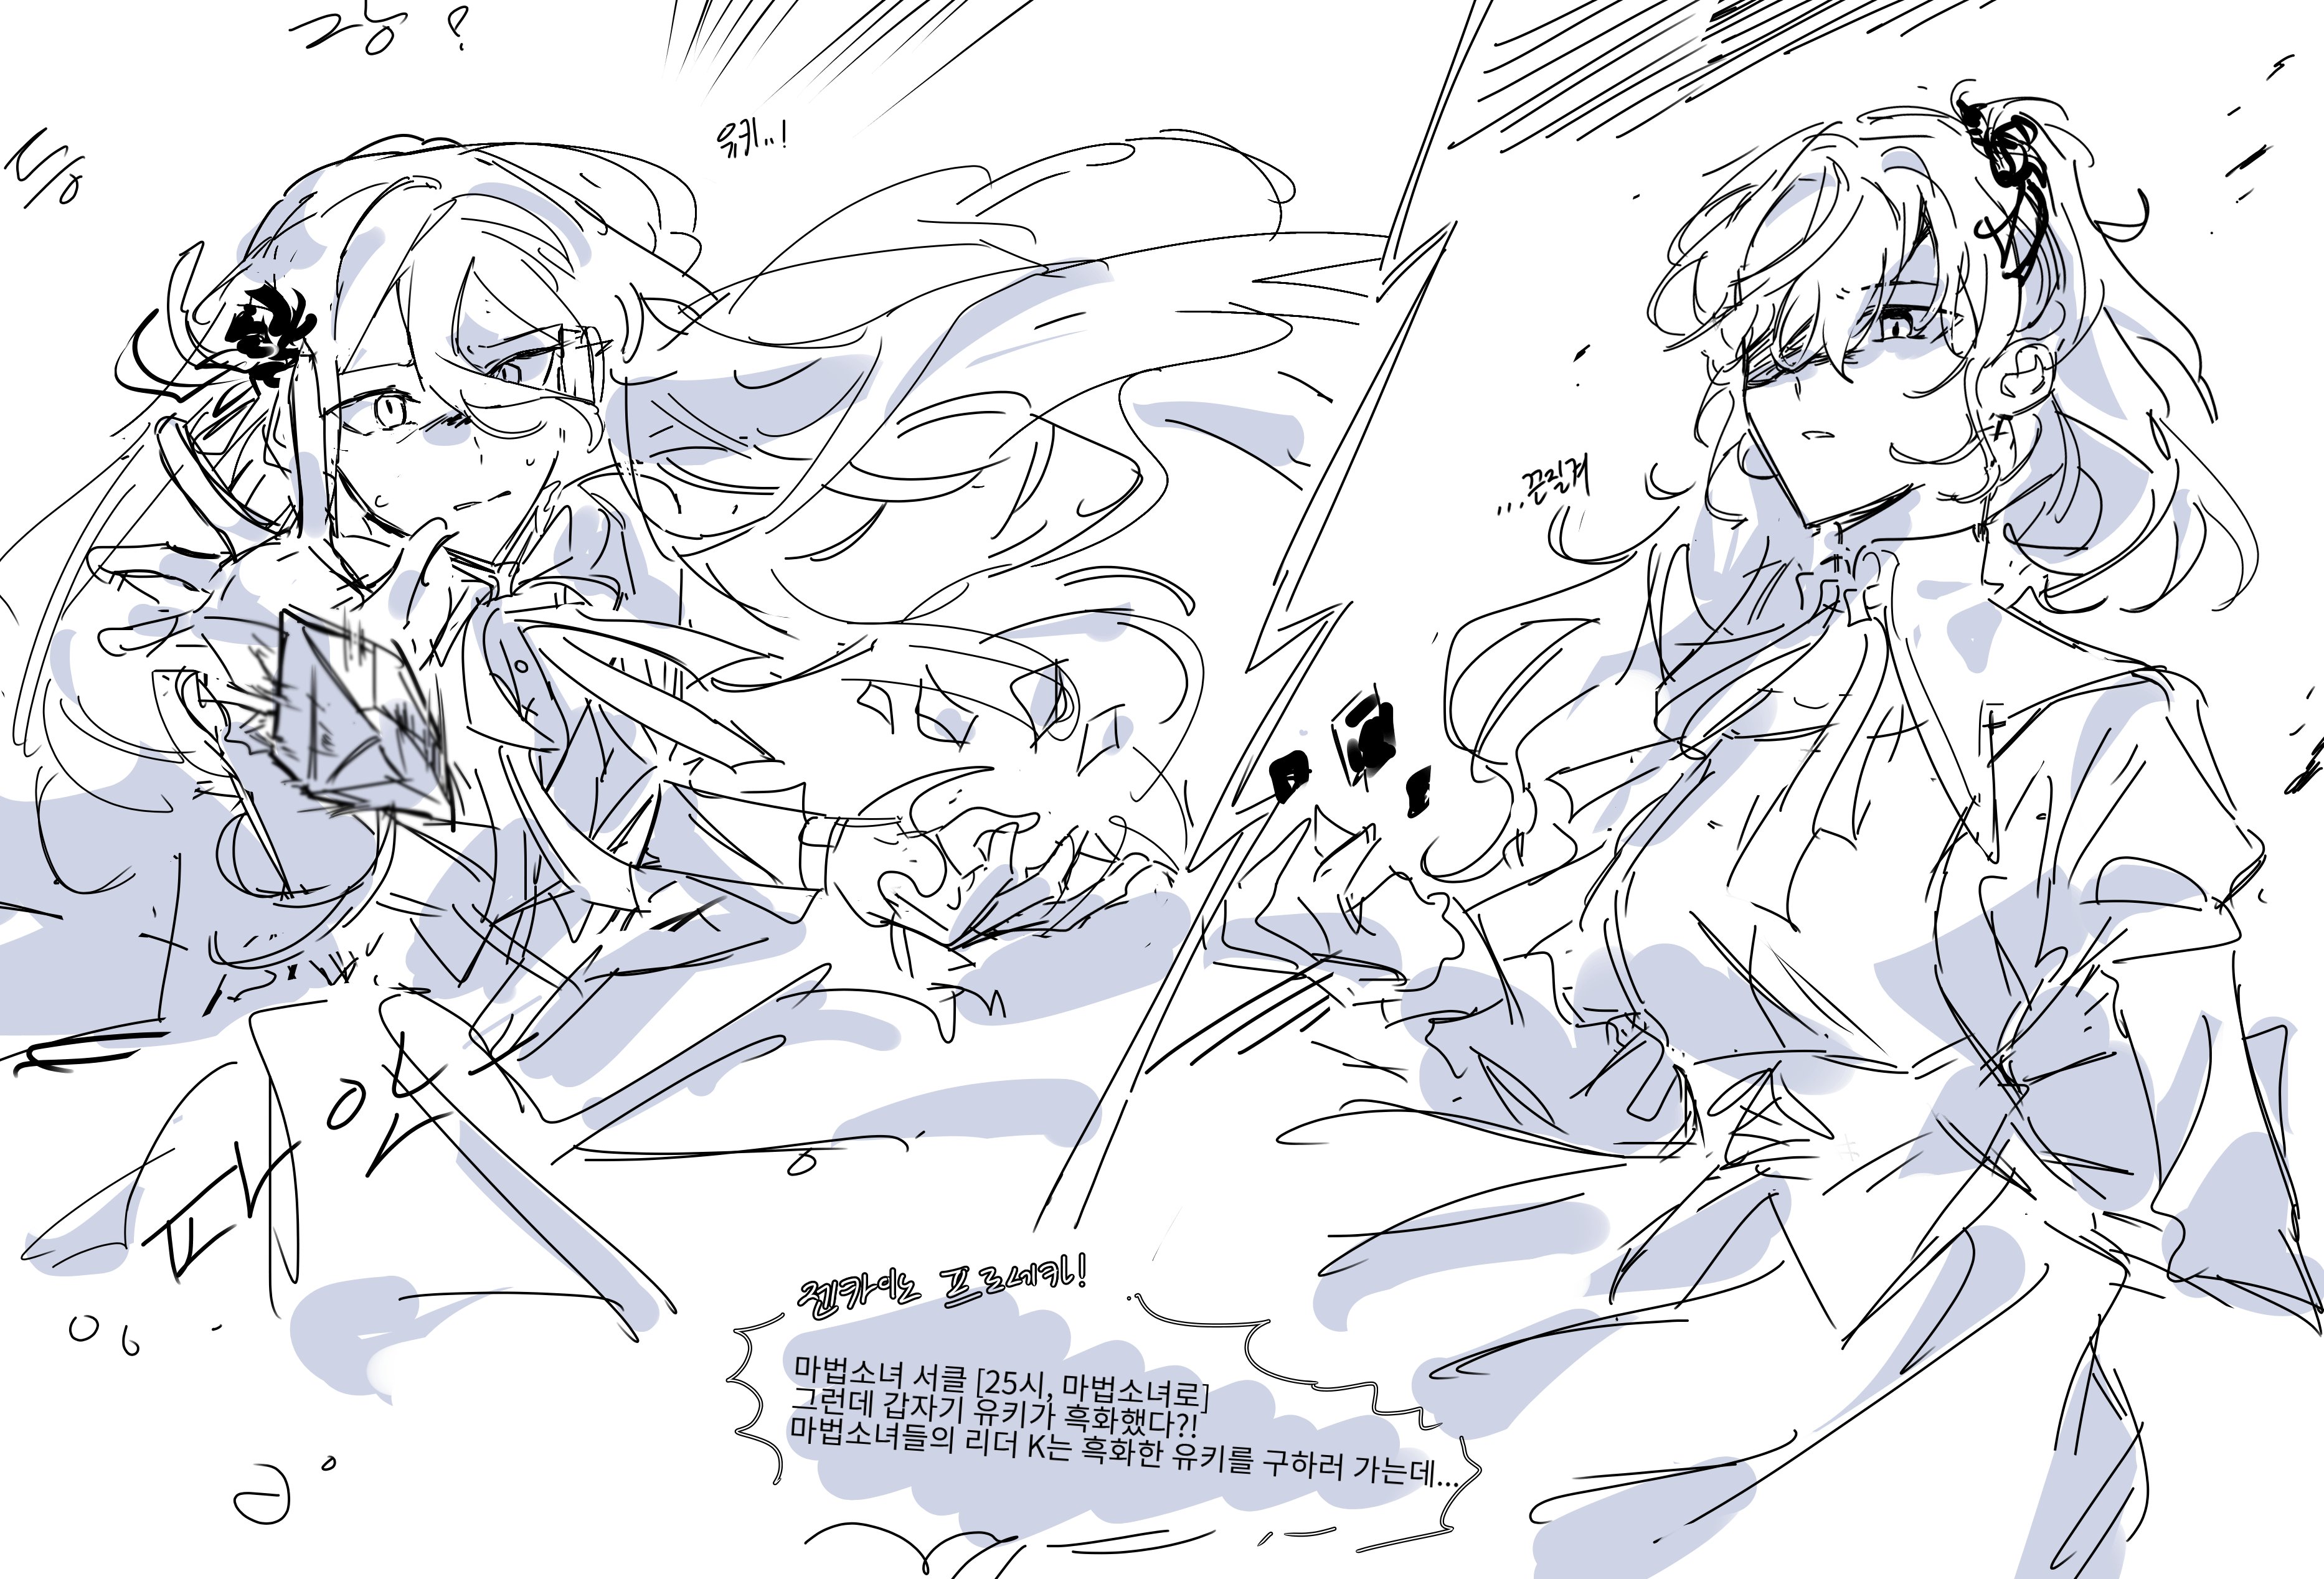 유키..!
...끈질겨
파앗
젠카이노 프로세카!
마법소녀 서클 [25시, 마법소녀로]
그런데 갑자기 유키가 흑화했다?!
마법소녀들의 리더 K는 흑화한 유키를 구하러 가는데...